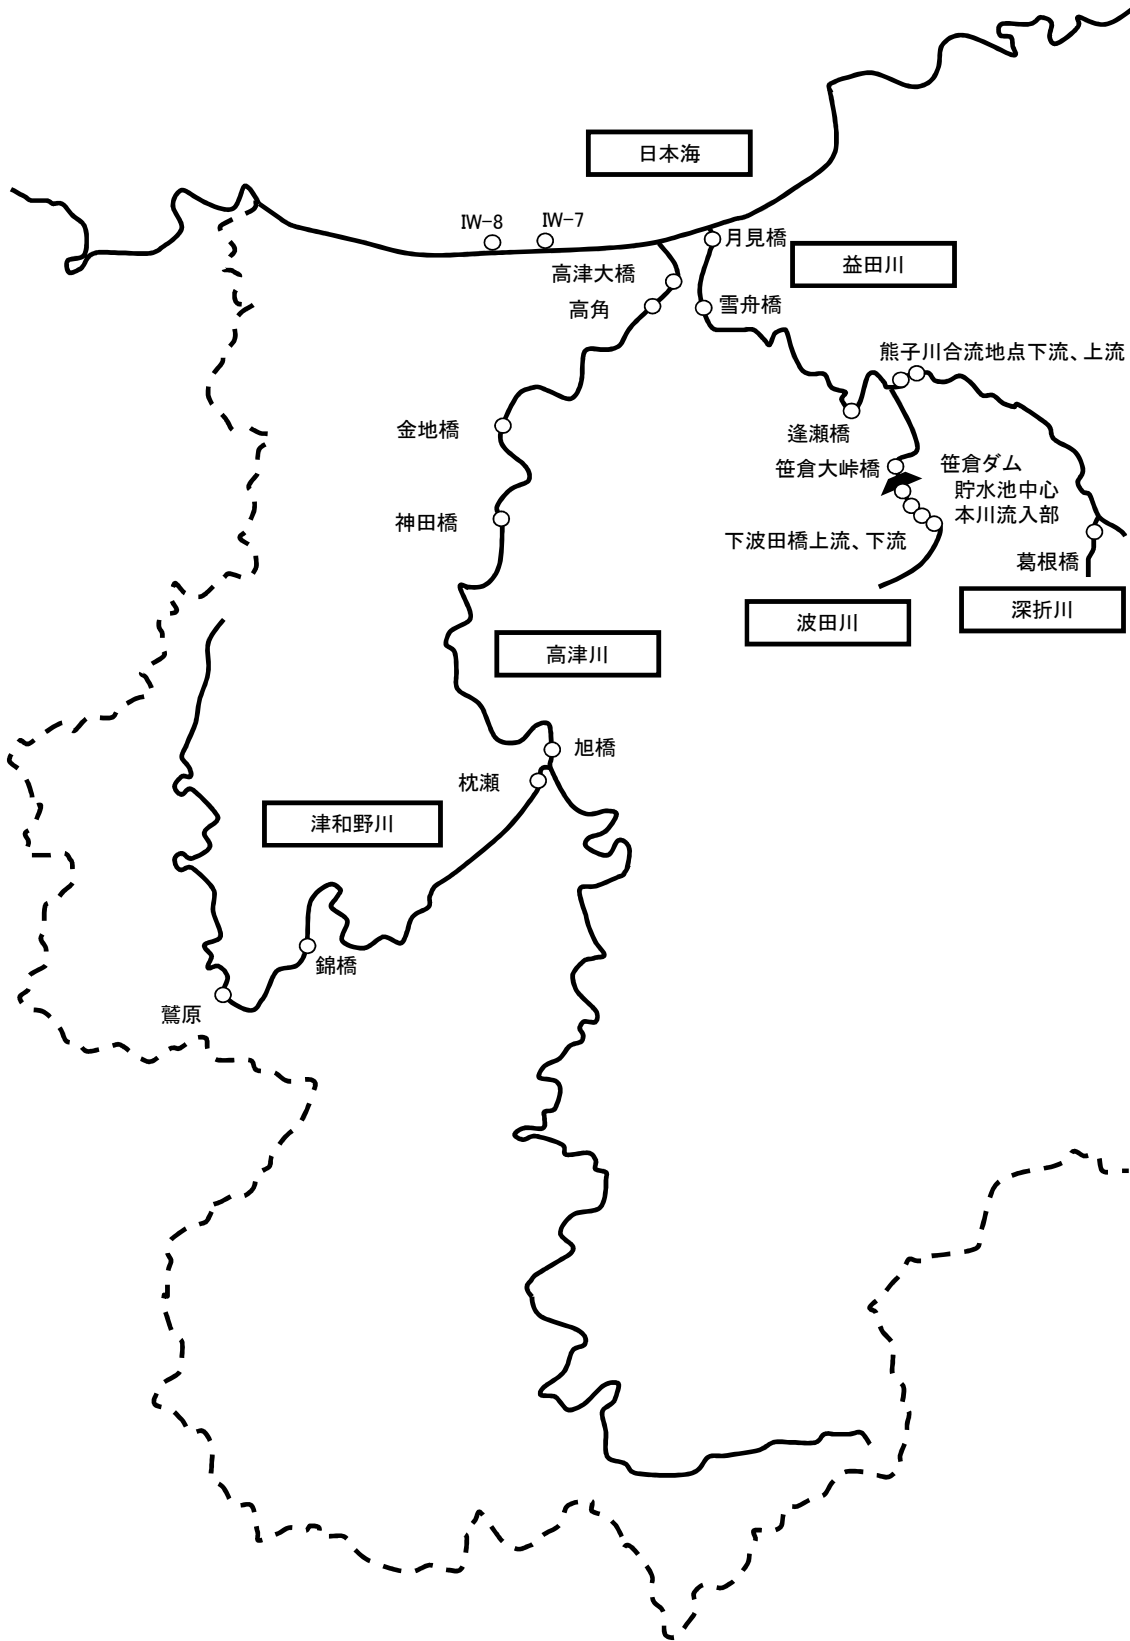 日本海
Ⅳ-8
Ⅳ-7
月見橋
益田川
高津大橋
高角
雪舟橋
熊子川合流地点下流、上流
金地橋
逢瀬橋
笹倉大峠橋
笹倉ダム
貯水池中心
本川流入部
神田橋
下波田橋上流、下流
葛根橋
波田川
深折川
高津川
旭橋
枕瀬
津和野川
錦橋
鷲原